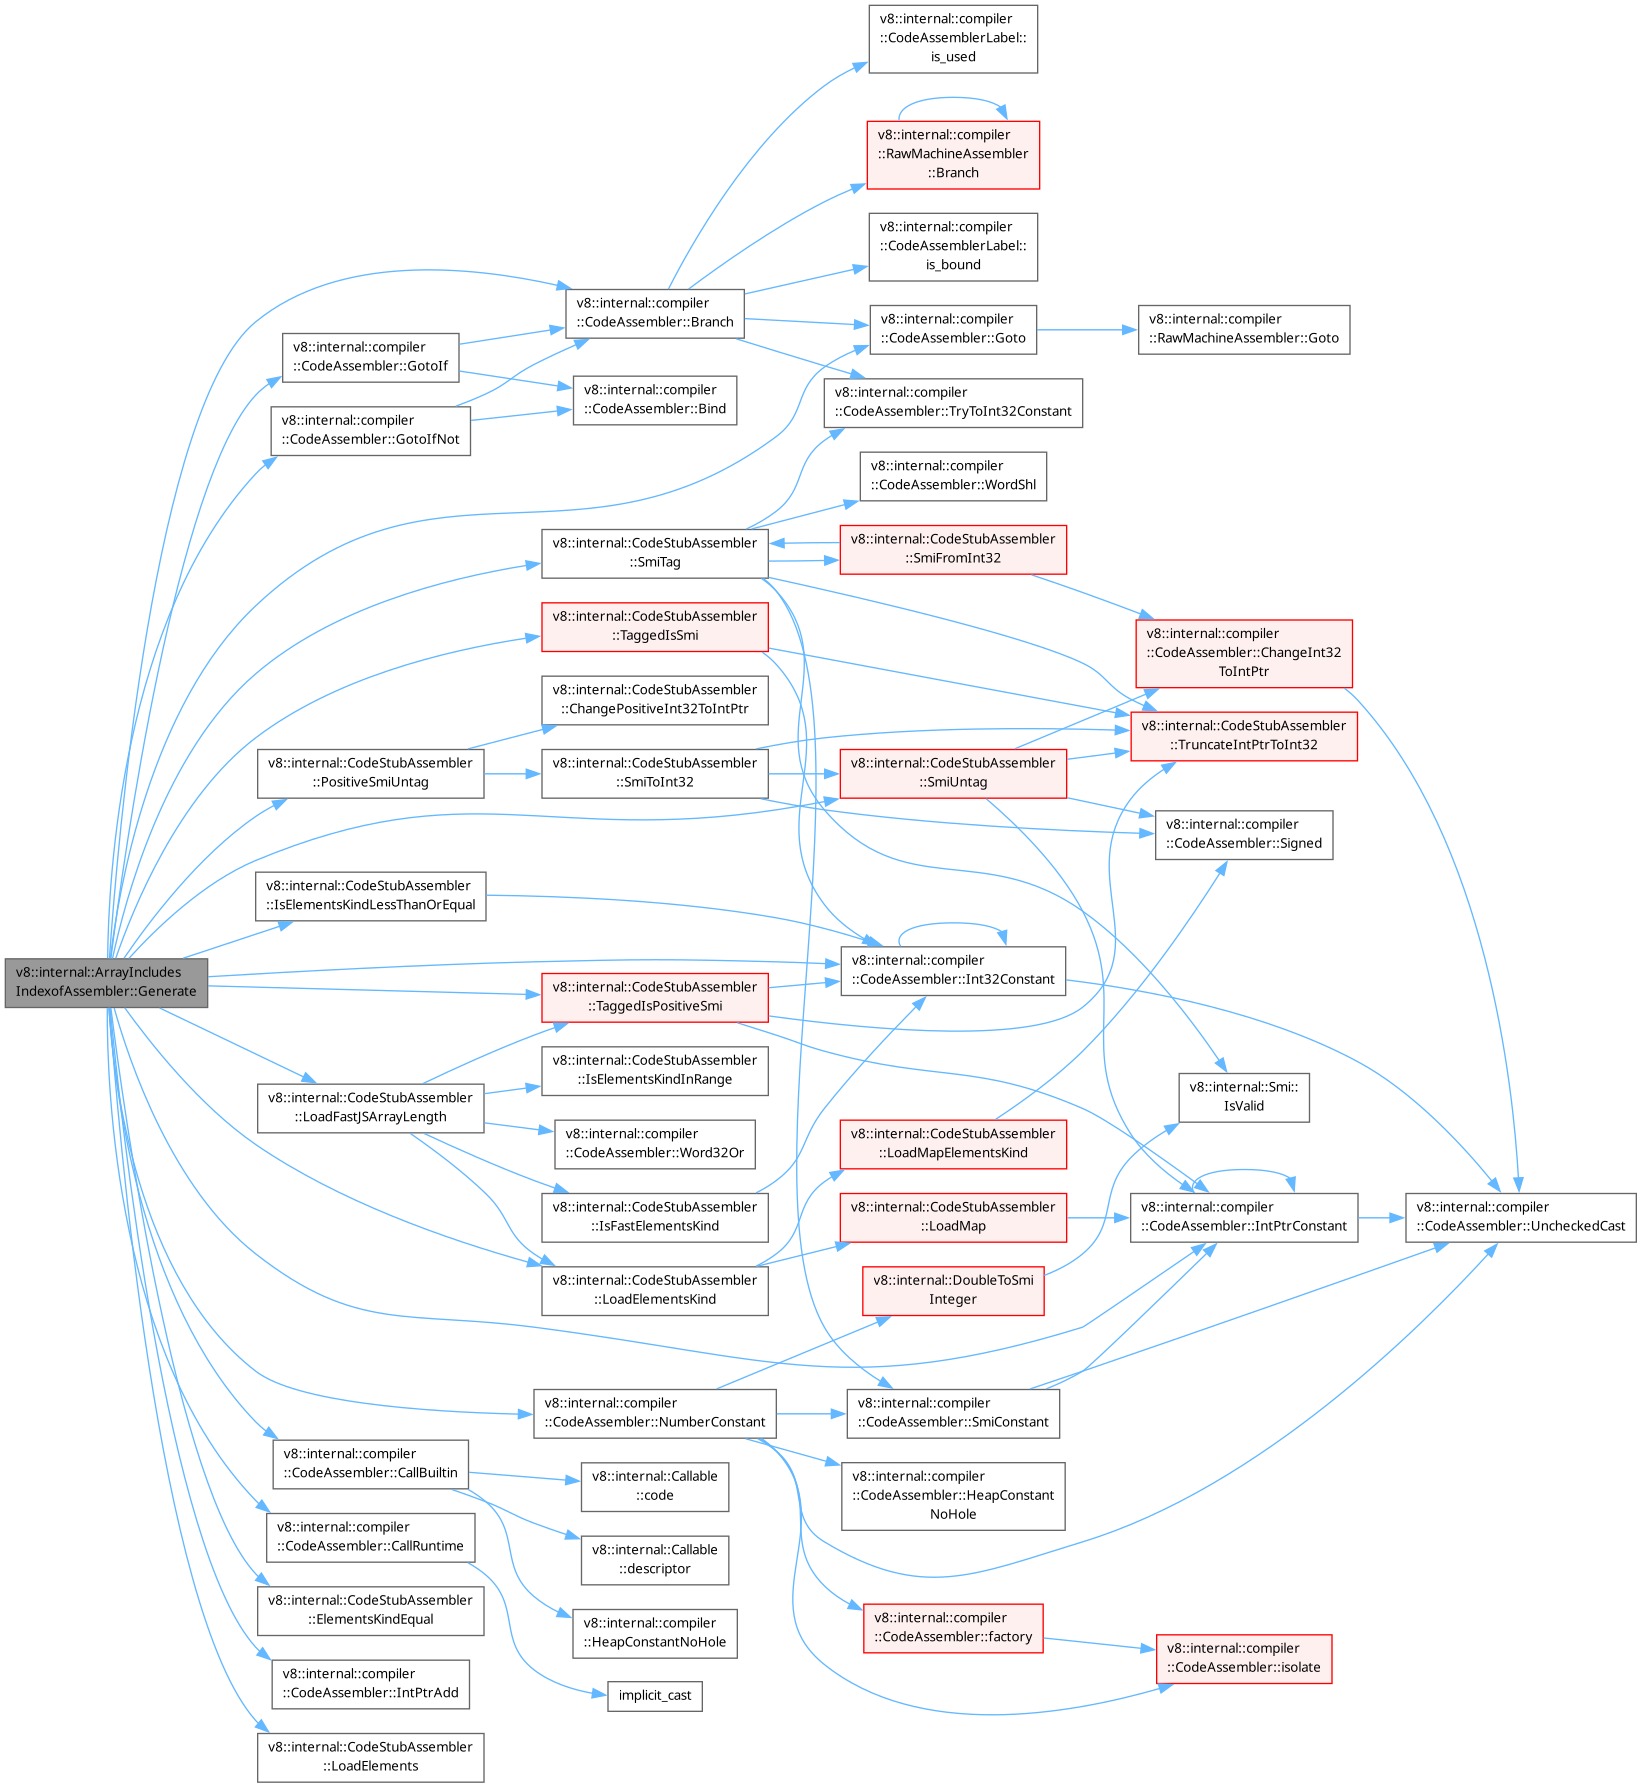 v8::internal::compiler
::CodeAssemblerLabel::
is_used
v8::internal::compiler
::RawMachineAssembler
::Branch
v8::internal::compiler
::CodeAssemblerLabel::
is_bound
v8::internal::compiler
::CodeAssembler::Branch
v8::internal::compiler
::CodeAssembler::Goto
v8::internal::compiler
::RawMachineAssembler::Goto
v8::internal::compiler
::CodeAssembler::GotoIf
v8::internal::compiler
::CodeAssembler::Bind
v8::internal::compiler
::CodeAssembler::TryToInt32Constant
v8::internal::compiler
::CodeAssembler::GotoIfNot
v8::internal::compiler
::CodeAssembler::WordShl
v8::internal::CodeStubAssembler
::SmiTag
v8::internal::CodeStubAssembler
::SmiFromInt32
v8::internal::CodeStubAssembler
::TaggedIsSmi
v8::internal::compiler
::CodeAssembler::ChangeInt32
ToIntPtr
v8::internal::CodeStubAssembler
::ChangePositiveInt32ToIntPtr
v8::internal::CodeStubAssembler
::TruncateIntPtrToInt32
v8::internal::CodeStubAssembler
::PositiveSmiUntag
v8::internal::CodeStubAssembler
::SmiToInt32
v8::internal::CodeStubAssembler
::SmiUntag
v8::internal::compiler
::CodeAssembler::Signed
v8::internal::CodeStubAssembler
::IsElementsKindLessThanOrEqual
v8::internal::ArrayIncludes
IndexofAssembler::Generate
v8::internal::compiler
::CodeAssembler::Int32Constant
v8::internal::CodeStubAssembler
::TaggedIsPositiveSmi
v8::internal::CodeStubAssembler
::IsElementsKindInRange
v8::internal::Smi::
IsValid
v8::internal::CodeStubAssembler
::LoadFastJSArrayLength
v8::internal::compiler
::CodeAssembler::Word32Or
v8::internal::CodeStubAssembler
::LoadMapElementsKind
v8::internal::CodeStubAssembler
::IsFastElementsKind
v8::internal::CodeStubAssembler
::LoadMap
v8::internal::compiler
::CodeAssembler::IntPtrConstant
v8::internal::compiler
::CodeAssembler::UncheckedCast
v8::internal::CodeStubAssembler
::LoadElementsKind
v8::internal::DoubleToSmi
Integer
v8::internal::compiler
::CodeAssembler::NumberConstant
v8::internal::compiler
::CodeAssembler::SmiConstant
v8::internal::compiler
::CodeAssembler::CallBuiltin
v8::internal::Callable
::code
v8::internal::compiler
::CodeAssembler::HeapConstant
NoHole
v8::internal::compiler
::CodeAssembler::CallRuntime
v8::internal::Callable
::descriptor
v8::internal::CodeStubAssembler
::ElementsKindEqual
v8::internal::compiler
::HeapConstantNoHole
v8::internal::compiler
::CodeAssembler::factory
v8::internal::compiler
::CodeAssembler::isolate
v8::internal::compiler
::CodeAssembler::IntPtrAdd
implicit_cast
v8::internal::CodeStubAssembler
::LoadElements